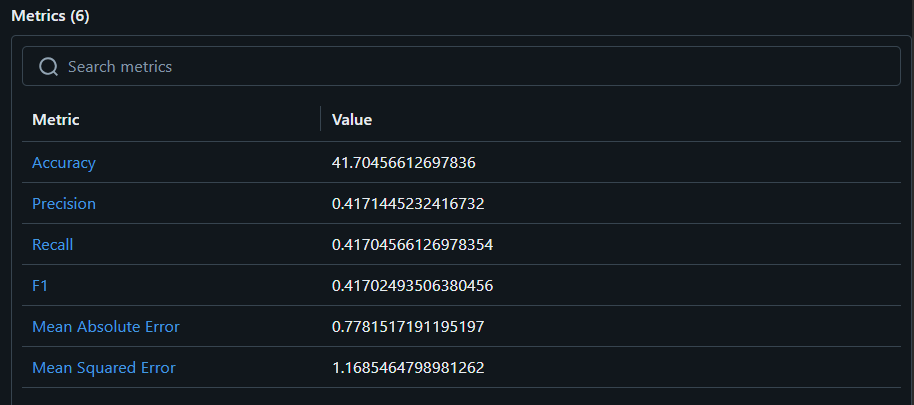 Metrics (6)
Search metrics
Metric Value
Accuracy 41.70456612697836
Precision 0.4171445232416732
Recall 0.41704566126978354
F1 0.41702493506380456
Mean Absolute Error 0.7781517191195197
Mean Squared Error 1.1685464798981262